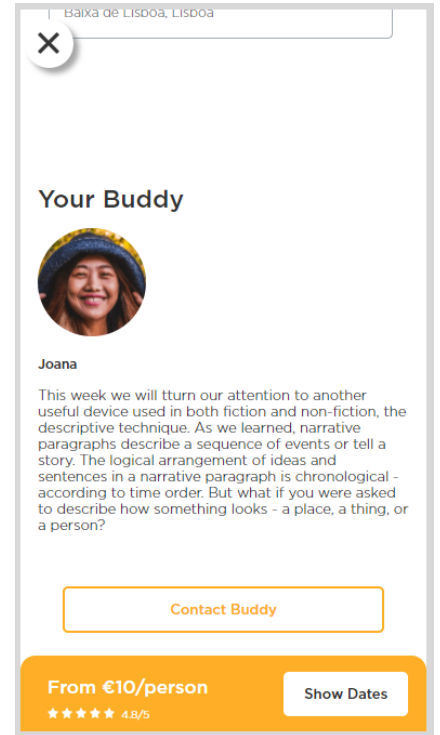 Baixa de Lisboa, Lisboa
Your Buddy
Joana
This week we will tturn our attention to another
useful device used in both fiction and non-fiction, the
descriptive technique. As we learned, narrative
paragraphs describe a sequence of events or tell a
story. The logical arrangement of ideas and
sentences in a narrative paragraph is chronological -
according to time order. But what if you were asked
to describe how something looks - a place, a thing, or
a person?
Contact Buddy
From €10/person
4.8/5
Show Dates